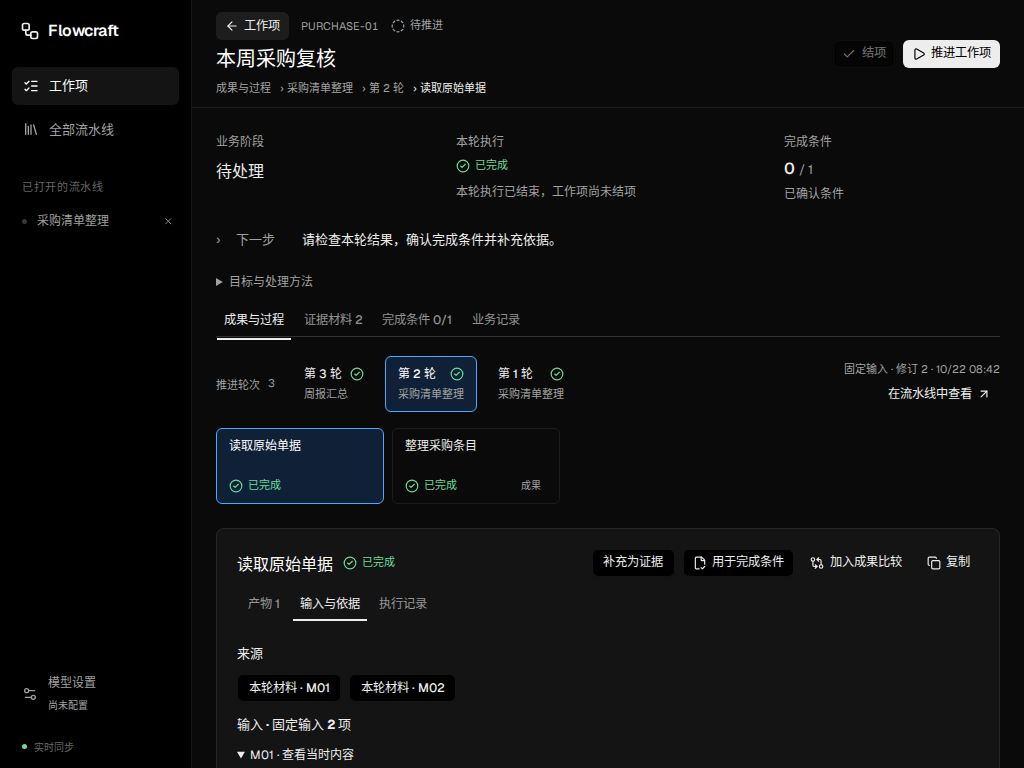 Flowcraft
工作项
全部流水线
已打开的流水线
采购清单整理 ×
模型设置
尚未配置
实时同步
← 工作项 PURCHASE-01 待推进
本周采购复核
结项 推进工作项
成果与过程 › 采购清单整理 › 第 2 轮 › 读取原始单据
业务阶段
待处理
本轮执行
已完成
本轮执行已结束，工作项尚未结项
完成条件
0 / 1
已确认条件
› 下一步 请检查本轮结果，确认完成条件并补充依据。
▶ 目标与处理方法
成果与过程 证据材料 2 完成条件 0/1 业务记录
推进轮次 3
第 3 轮
周报汇总
第 2 轮
采购清单整理
第 1 轮
采购清单整理
固定输入 · 修订 2 · 10/22 08:42
在流水线中查看
读取原始单据
已完成
整理采购条目
已完成 成果
读取原始单据 已完成
补充为证据 用于完成条件 加入成果比较 复制
产物 1 输入与依据 执行记录
来源
本轮材料 · M01 本轮材料 · M02
输入 · 固定输入 2 项
▼ M01 · 查看当时内容